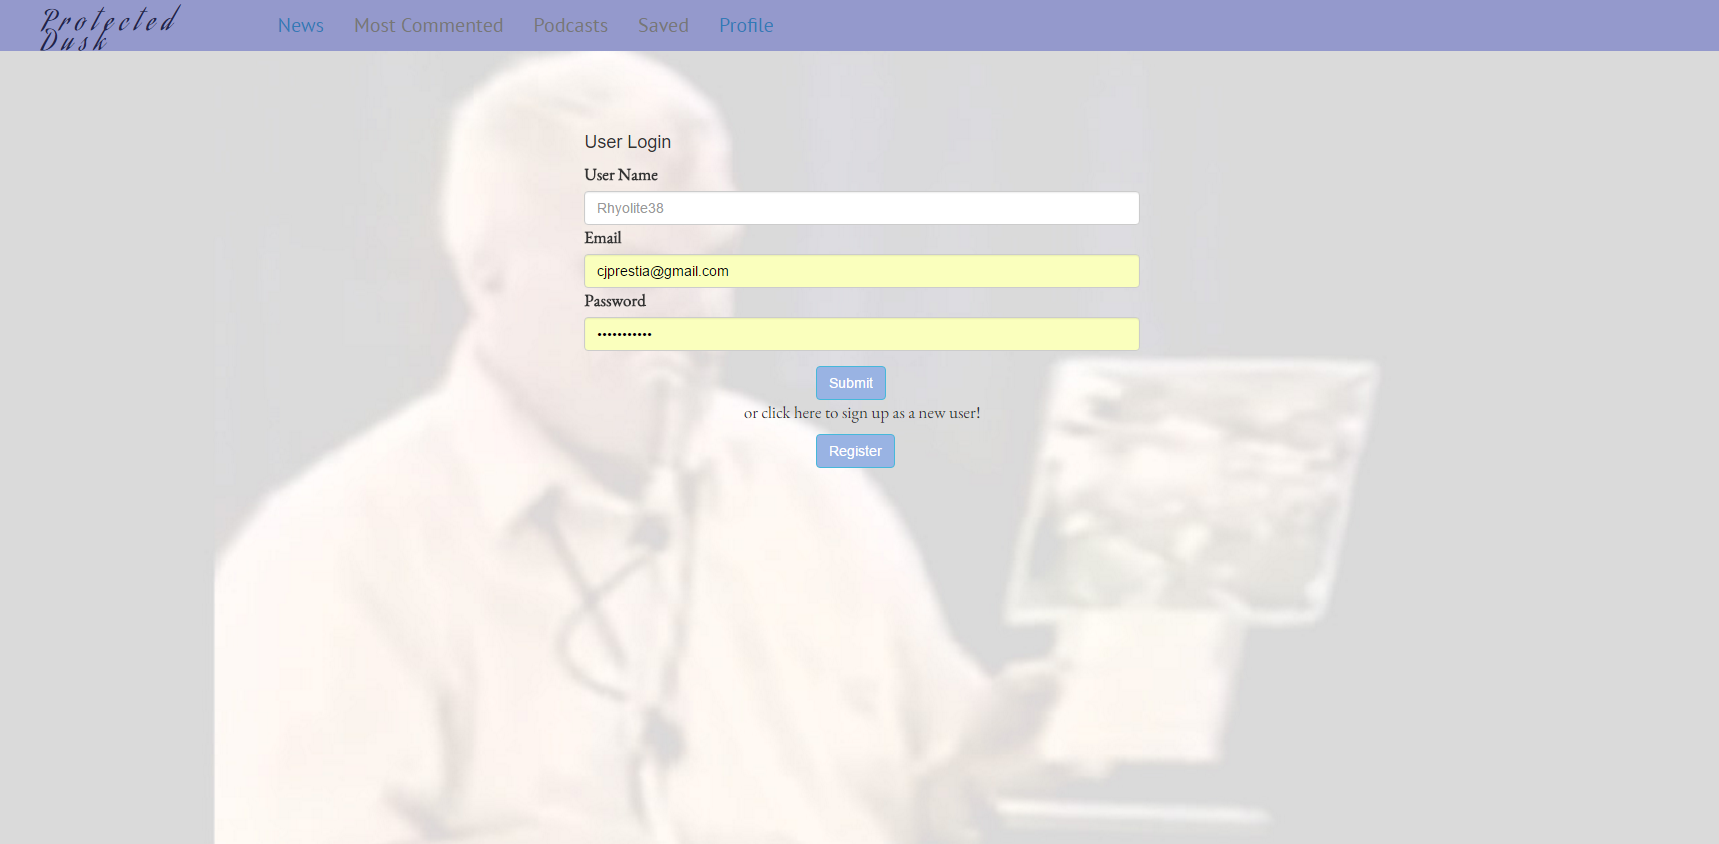 Protected
Dusk
News Most Commented Podcasts Saved Profile
User Login
User Name
Rhyolite38
Email
cjprestia@gmail.com
Password
•••••••••••
Submit
or click here to sign up as a new user!
Register